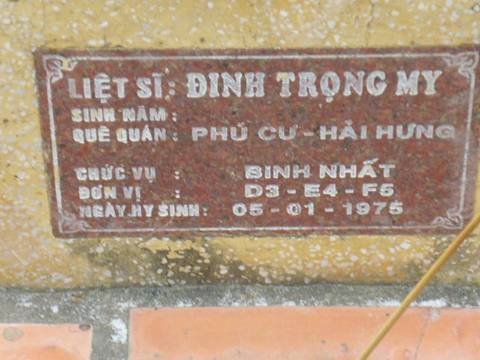 LIỆT SĨ: ĐINH TRỌNG MY
SINH NĂM :
QUÊ QUÁN : PHÙ CƯ - HẢI HƯNG
CHỨC VỤ : BINH NHẤT
ĐƠN VỊ : D3 - E4 - F5
NGÀY.HY SINH : 05 - 01 - 1975